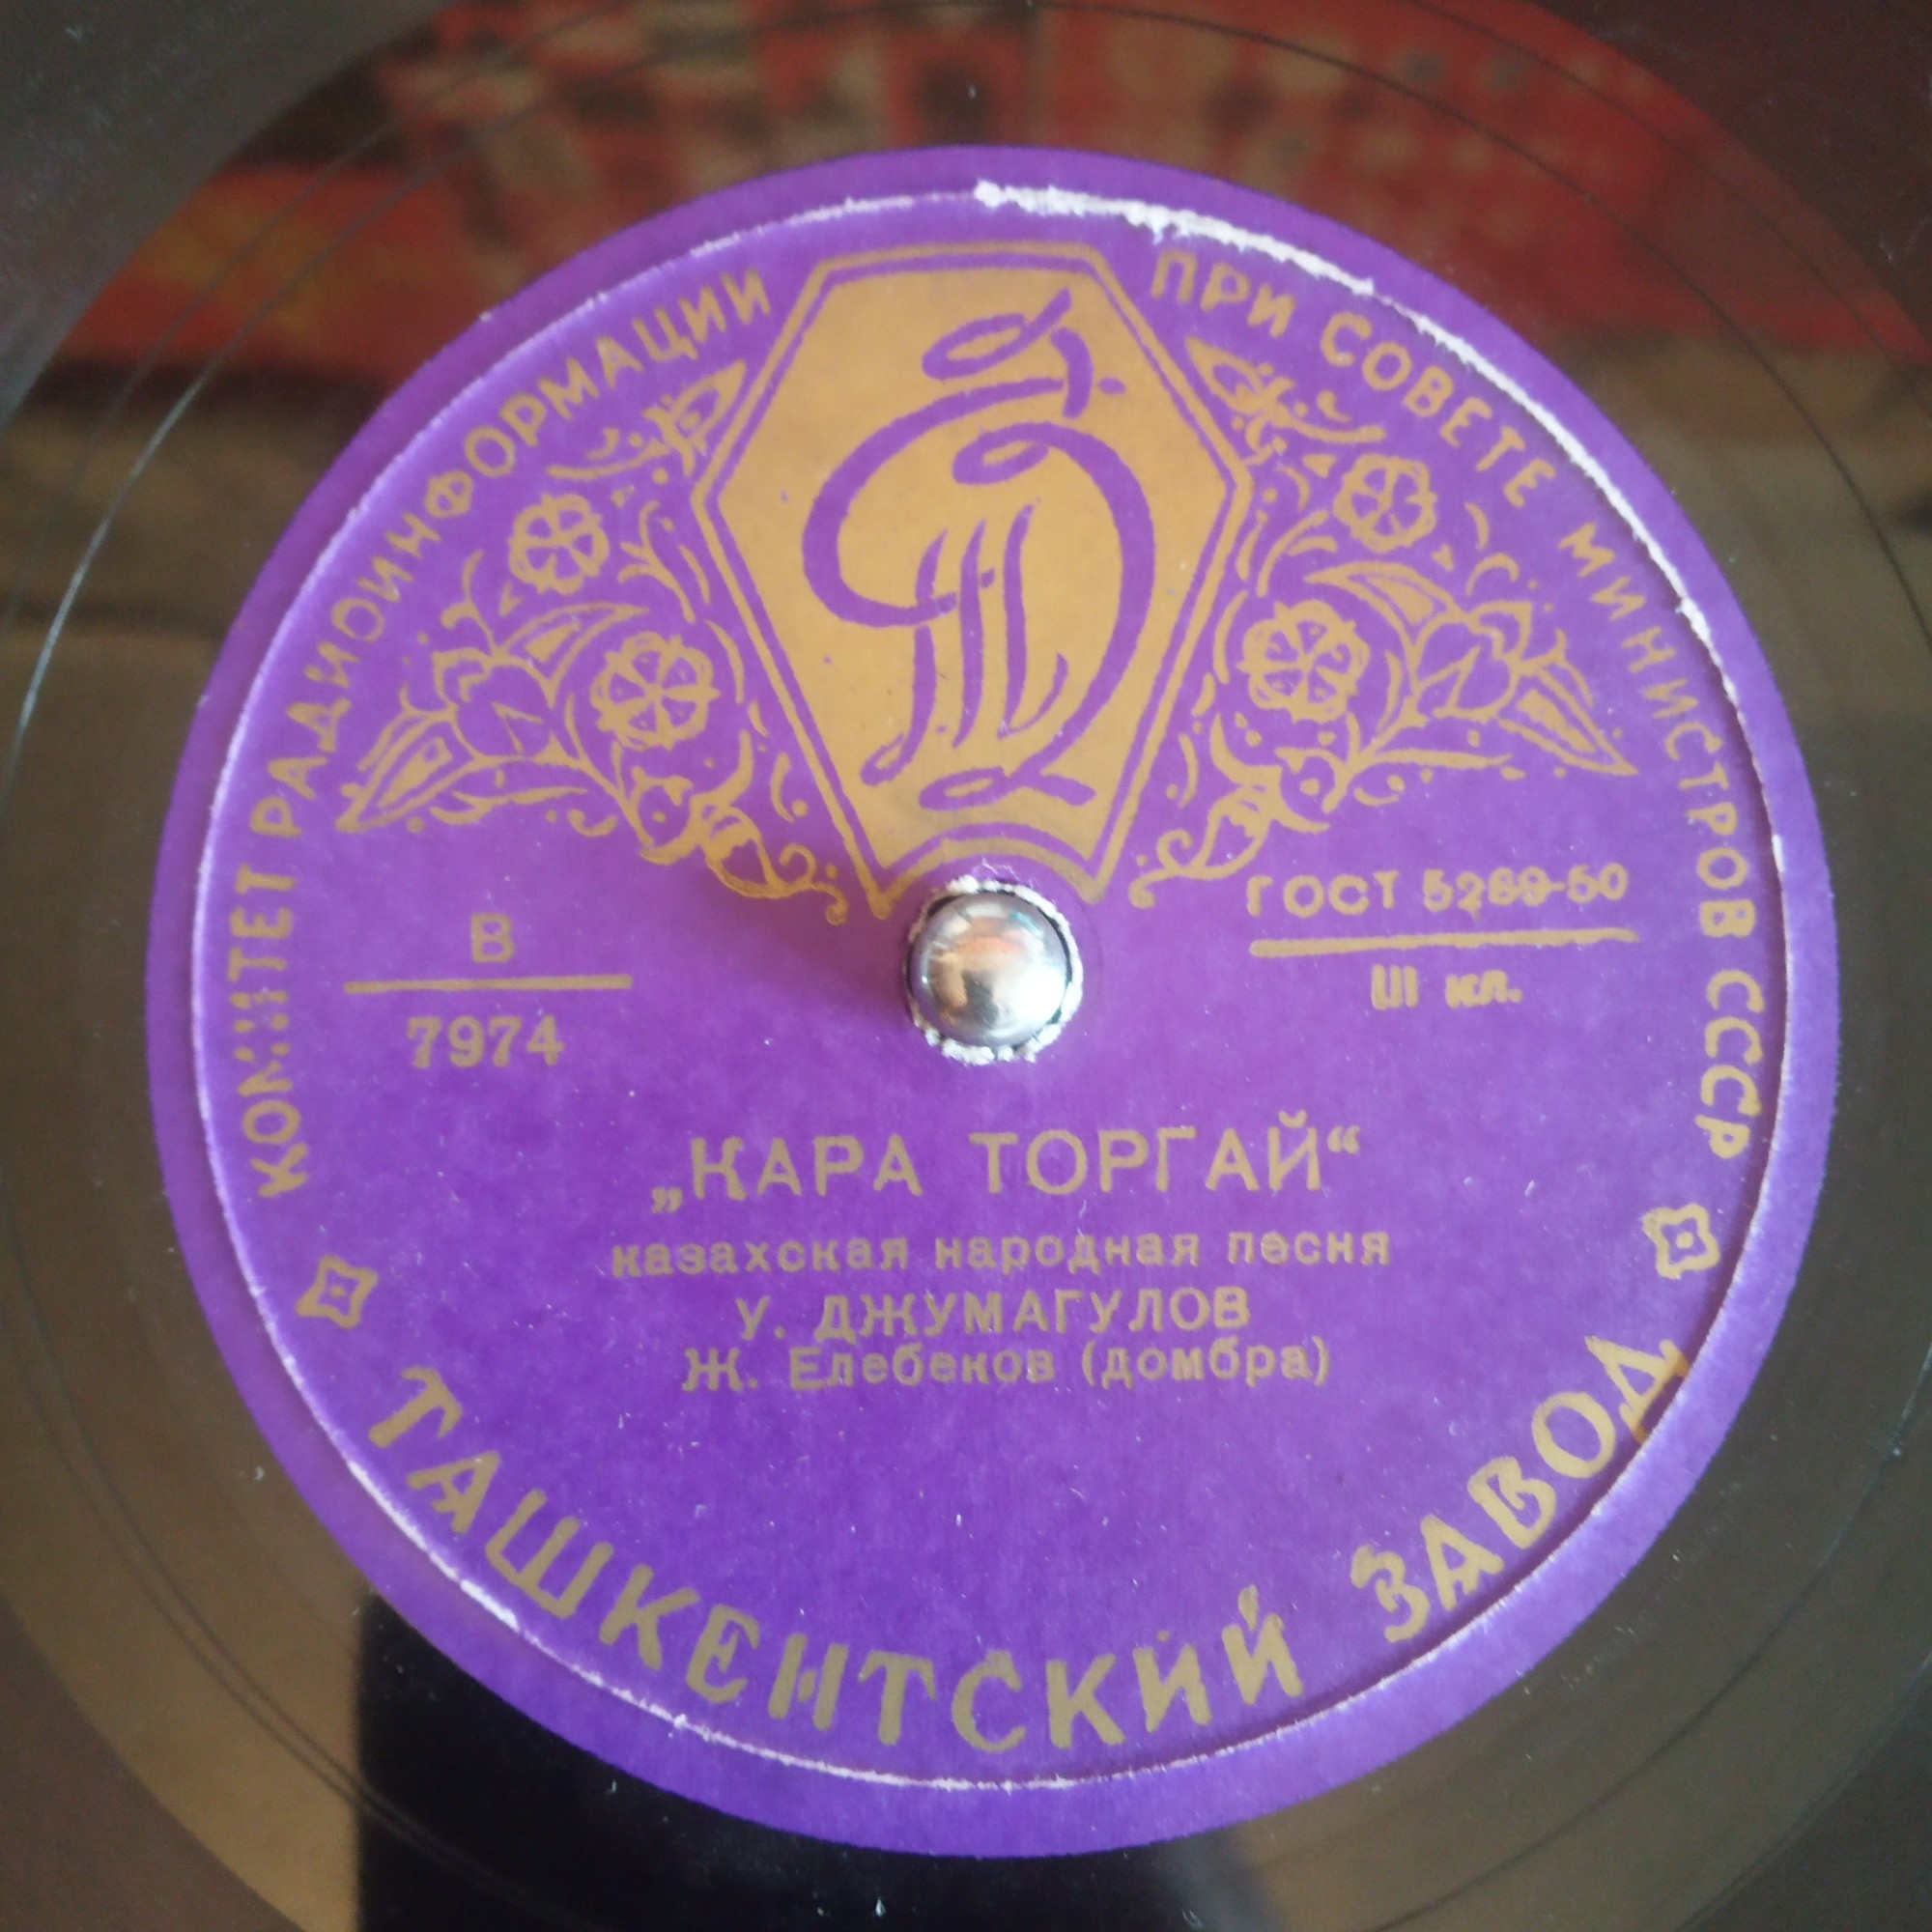 КОМИТЕТ РАДИОИНФОРМАЦИИ ПРИ СОВЕТЕ МИНИСТРОВ СССР
В
7974
ГОСТ 5289-50
III кл.
„КАРА ТОРГАЙ“
казахская народная песня
У. ДЖУМАГУЛОВ
Ж. Елебеков (домбра)
ТАШКЕНТСКИЙ ЗАВОД